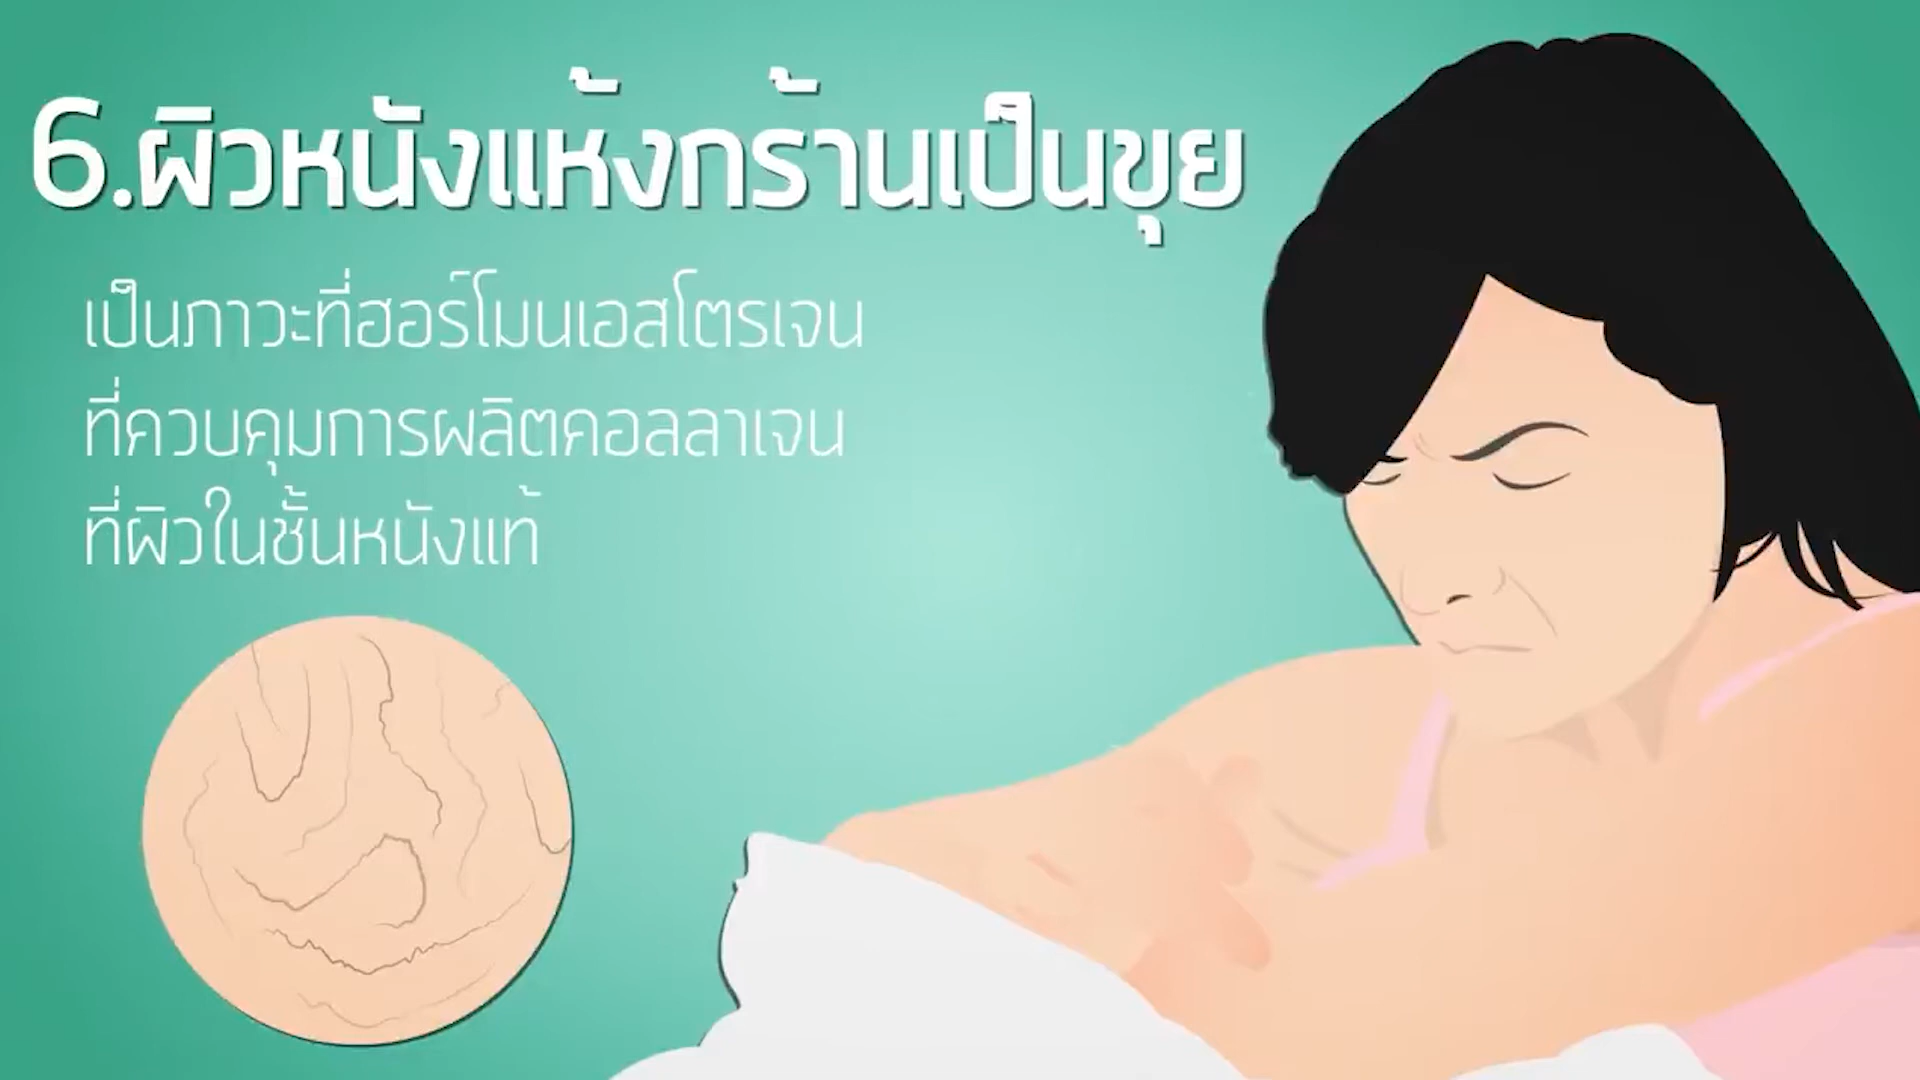 6.ผิวหนังแห้งกร้านเป็นขุย
เป็นภาวะที่ฮอร์โมนเอสโตรเจน
ที่ควบคุมการผลิตคอลลาเจน
ที่ผิวในชั้นหนังแท้